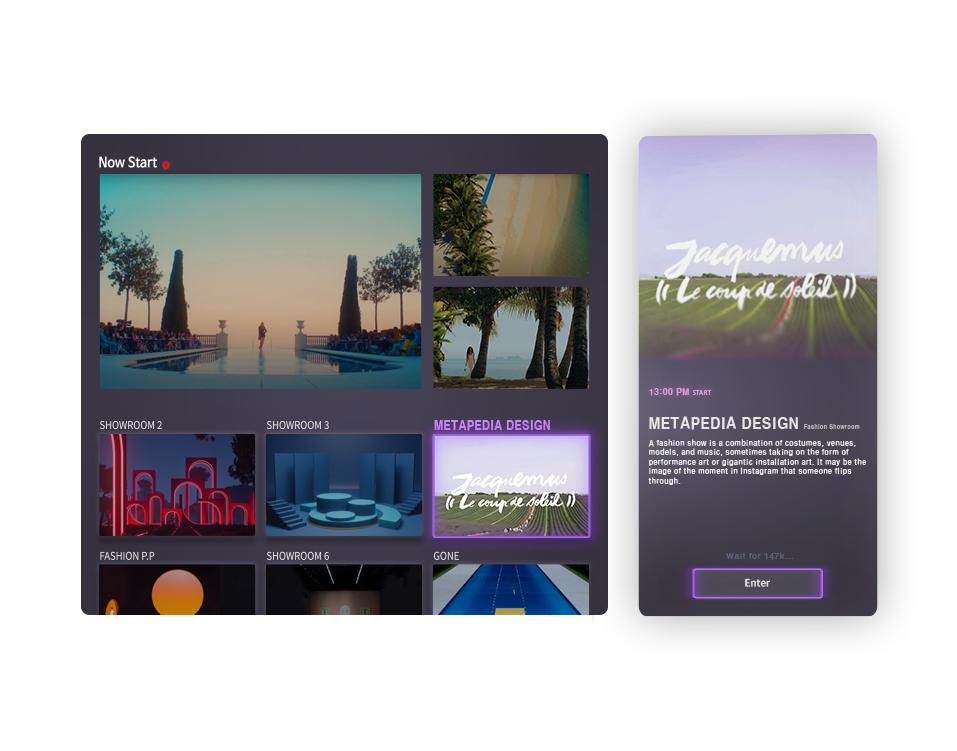 Now Start
SHOWROOM 2
SHOWROOM 3
METAPEDIA DESIGN
Jacquemus
(( Le coup de soleil ))
FASHION P.P
SHOWROOM 6
GONE
Jacquemus
(( Le coup de soleil ))
13:00 PM START
METAPEDIA DESIGN Fashion Showroom
A fashion show is a combination of costumes, venues,
models, and music, sometimes taking on the form of
performance art or gigantic installation art. It may be the
image of the moment in Instagram that someone flips
through.
Wait for 147k...
Enter